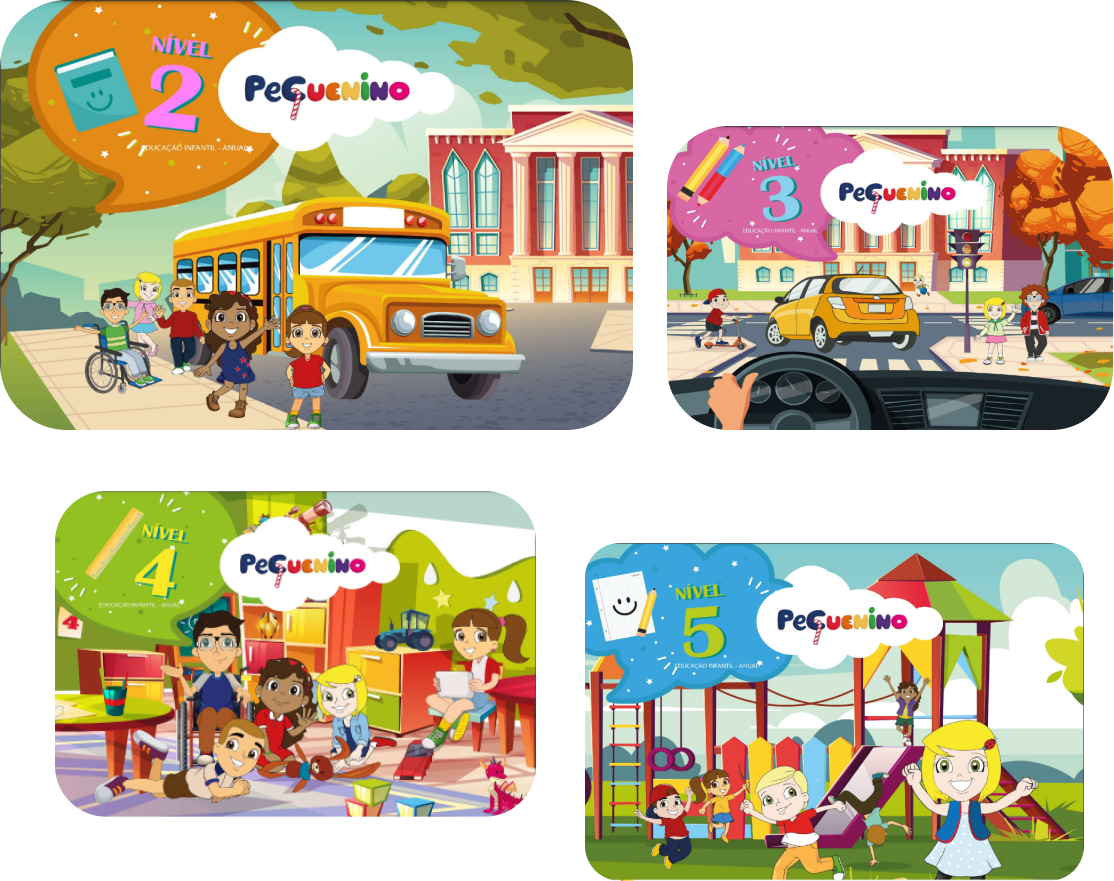 NÍVEL
2
EDUCAÇÃO INFANTIL - ANUAL
PEQUENINO
NÍVEL
3
EDUCAÇÃO INFANTIL - ANUAL
PEQUENINO
NÍVEL
4
EDUCAÇÃO INFANTIL - ANUAL
PEQUENINO
4
NÍVEL
5
EDUCAÇÃO INFANTIL - ANUAL
PEQUENINO